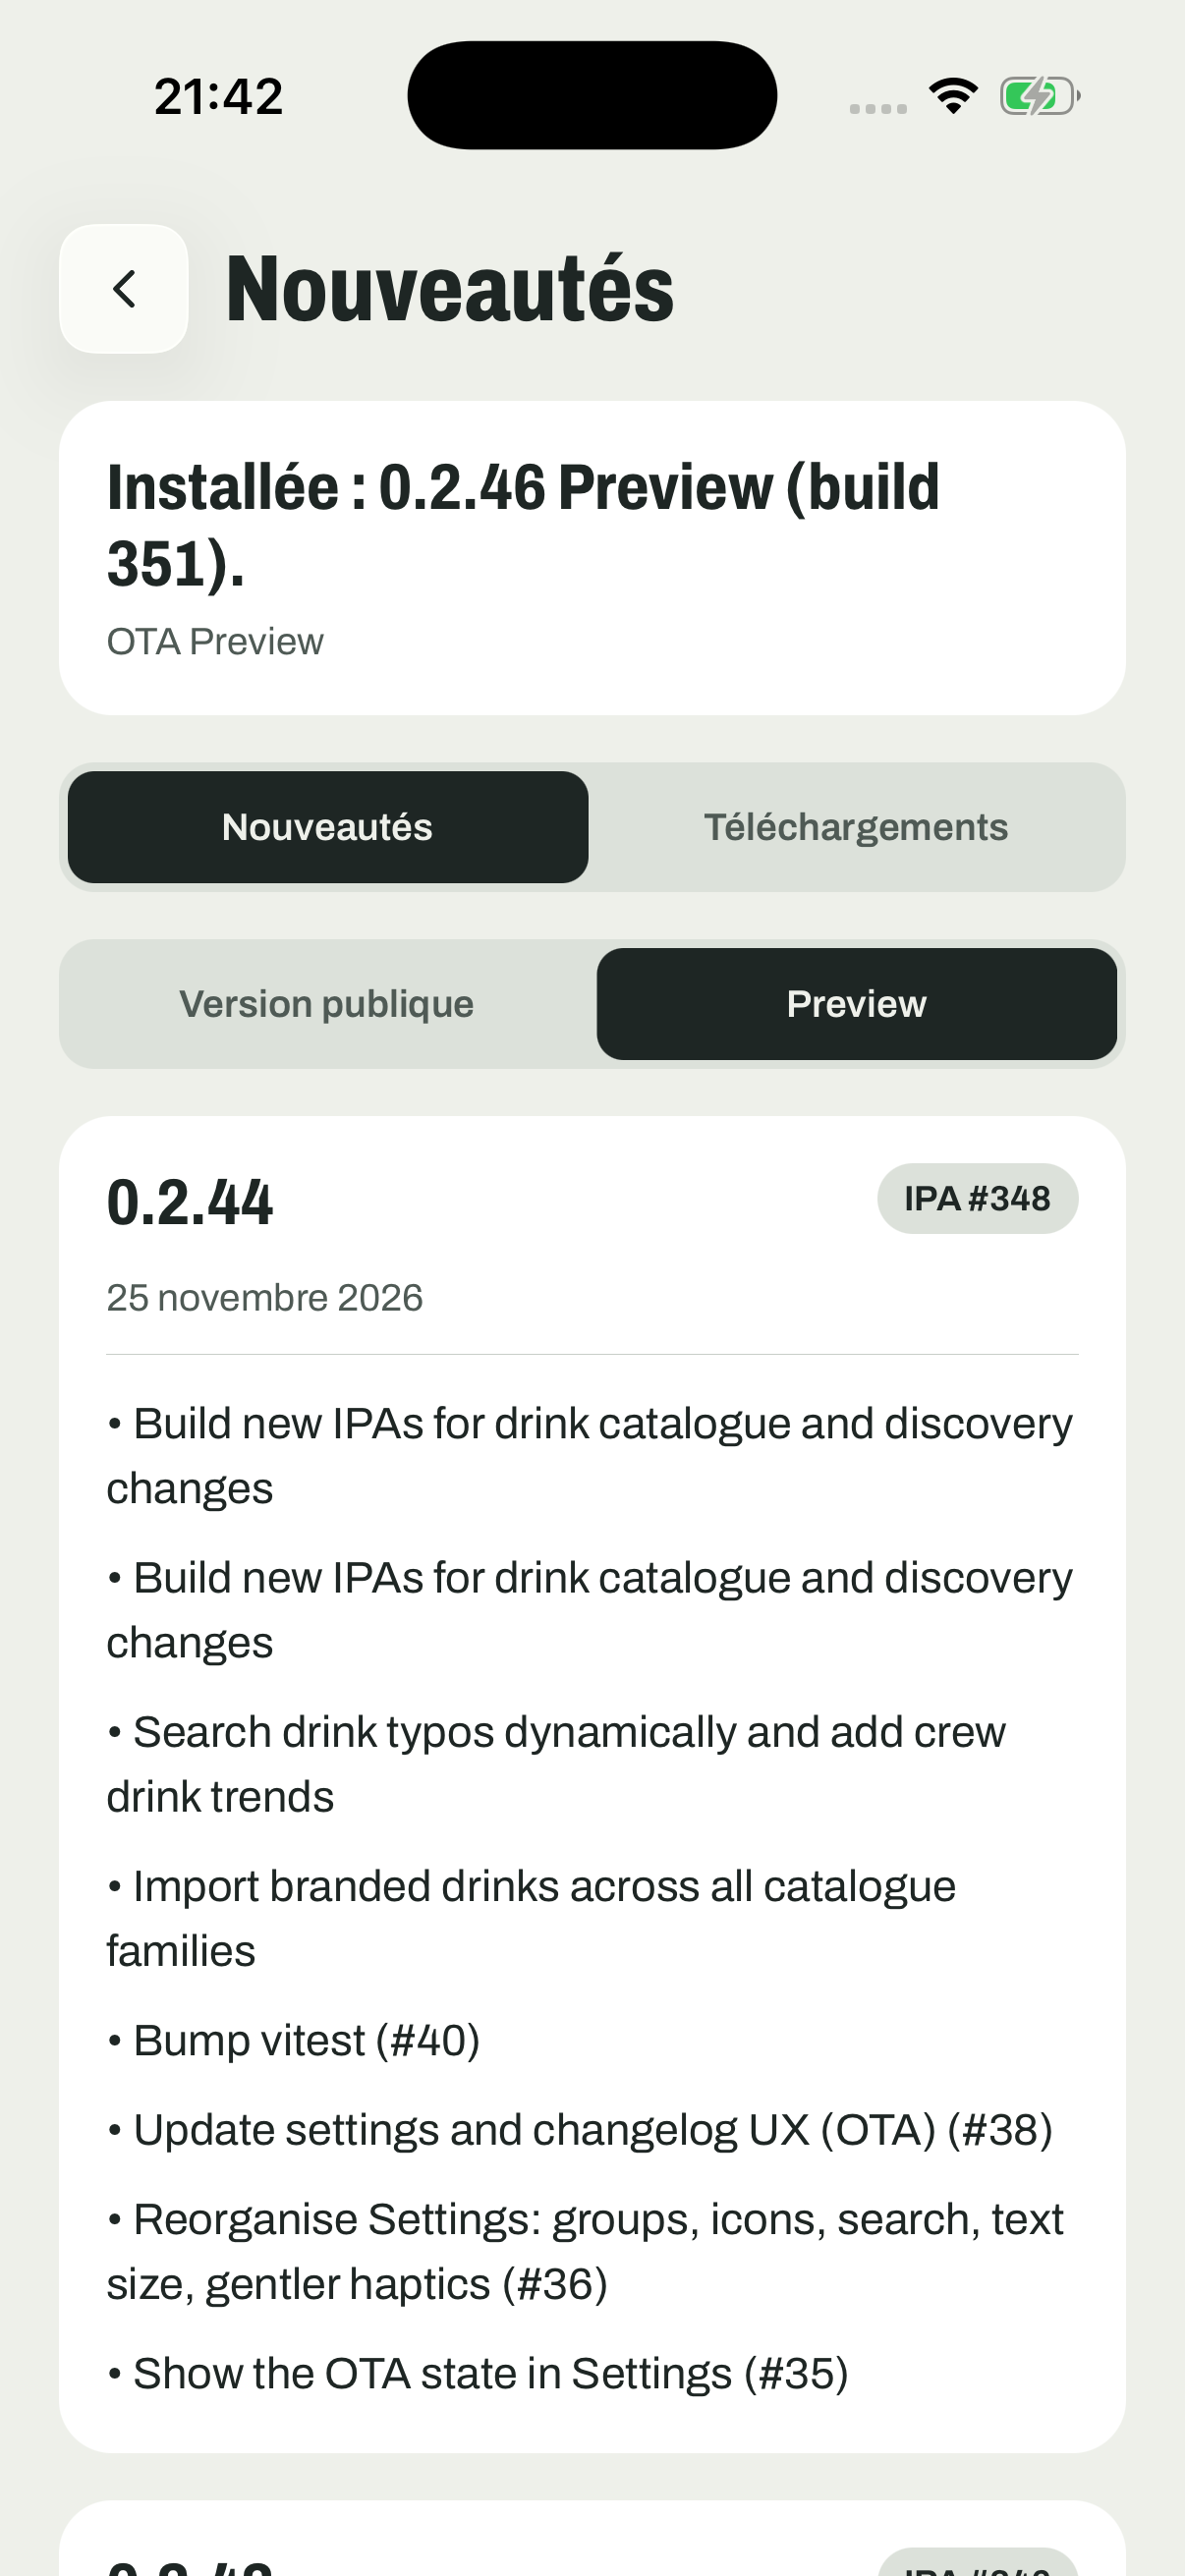 21:42
Nouveautés
Installée : 0.2.46 Preview (build
351).
OTA Preview
Nouveautés
Téléchargements
Version publique
Preview
0.2.44
IPA #348
25 novembre 2026
• Build new IPAs for drink catalogue and discovery
changes
• Build new IPAs for drink catalogue and discovery
changes
• Search drink typos dynamically and add crew
drink trends
• Import branded drinks across all catalogue
families
• Bump vitest (#40)
• Update settings and changelog UX (OTA) (#38)
• Reorganise Settings: groups, icons, search, text
size, gentler haptics (#36)
• Show the OTA state in Settings (#35)